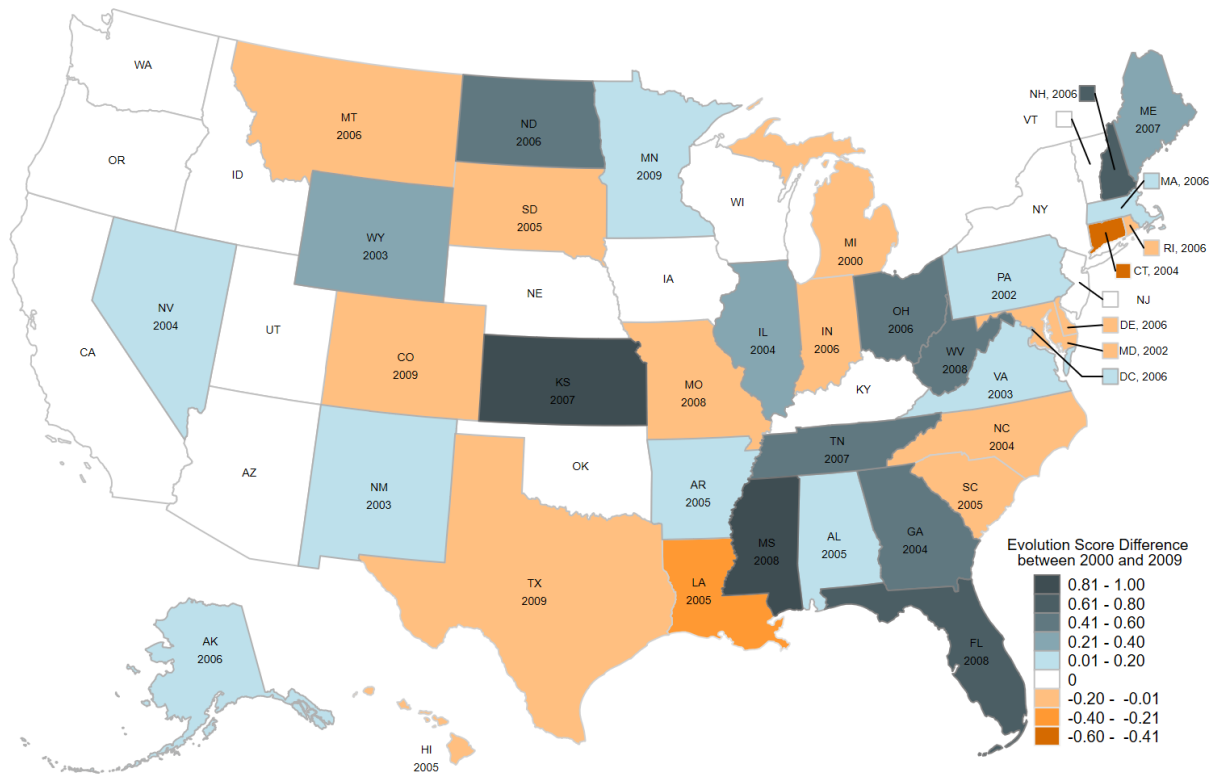 WA
MT
2006
ND
2006
MN
2009
NH, 2006
VT
ME
2007
OR
ID
SD
2005
WI
MI
2000
NY
MA, 2006
RI, 2006
CT, 2004
WY
2003
IA
NE
PA
2002
NJ
NV
2004
UT
CA
CO
2009
KS
2007
MO
2008
IL
2004
IN
2006
OH
2006
WV
2008
VA
2003
DE, 2006
MD, 2002
DC, 2006
KY
AZ
NM
2003
OK
AR
2005
TN
2007
NC
2004
SC
2005
TX
2009
LA
2005
MS
2008
AL
2005
GA
2004
FL
2008
AK
2006
HI
2005
Evolution Score Difference
between 2000 and 2009
0.81 - 1.00
0.61 - 0.80
0.41 - 0.60
0.21 - 0.40
0.01 - 0.20
0
-0.20 - -0.01
-0.40 - -0.21
-0.60 - -0.41